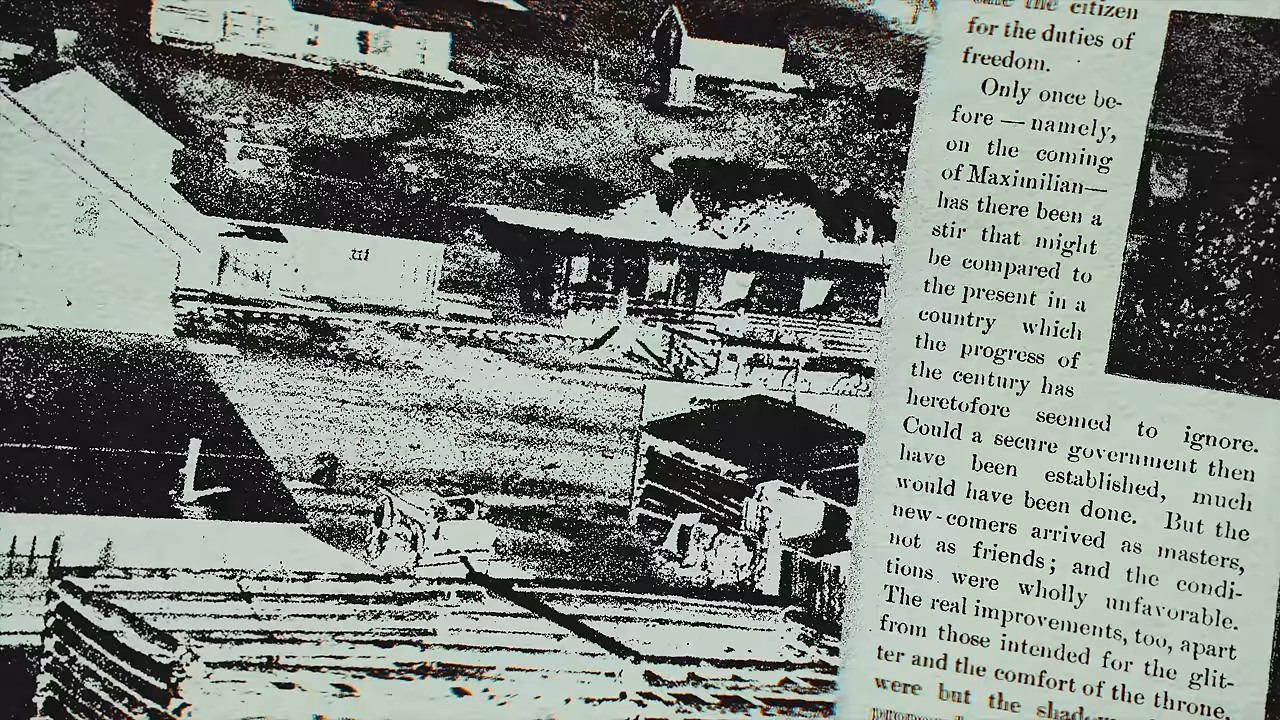 the citizen
for the duties of
freedom.
Only once be-
fore — namely,
on the coming
of Maximilian—
has there been a
stir that might
be compared to
the present in a
country which
the progress of
the century has
heretofore seemed to ignore.
Could a secure government then
have been established, much
would have been done. But the
new-comers arrived as masters,
not as friends; and the condi-
tions were wholly unfavorable.
The real improvements, too, apart
from those intended for the glit-
ter and the comfort of the throne,
were but the